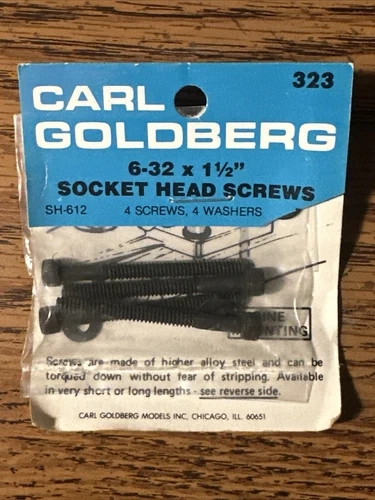 323
CARL
GOLDBERG
6-32 x 1½"
SOCKET HEAD SCREWS
SH-612 4 SCREWS, 4 WASHERS
Screws are made of higher alloy steel and can be
torqued down without fear of stripping. Available
in very short or long lengths - see reverse side.
CARL GOLDBERG MODELS INC, CHICAGO, ILL. 60651